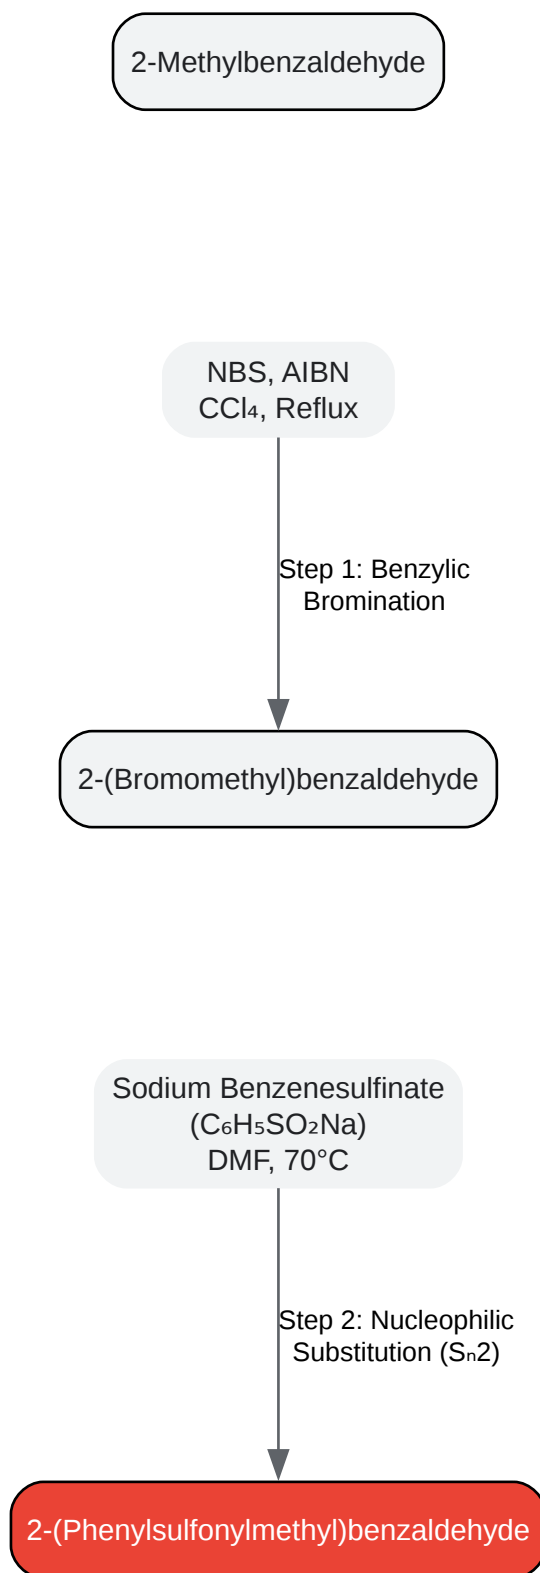 2-Methylbenzaldehyde
NBS, AIBN
CCl₄, Reflux
Step 1: Benzylic
Bromination
2-(Bromomethyl)benzaldehyde
Sodium Benzenesulfinate
(C₆H₅SO₂Na)
DMF, 70°C
Step 2: Nucleophilic
Substitution (Sₙ2)
2-(Phenylsulfonylmethyl)benzaldehyde